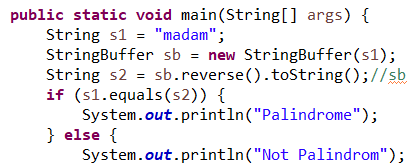 public static void main(String[] args) {
String s1 = "madam";
StringBuffer sb = new StringBuffer(s1);
String s2 = sb.reverse().toString();//sb
if (s1.equals(s2)) {
System.out.println("Palindrome");
} else {
System.out.println("Not Palindrom");